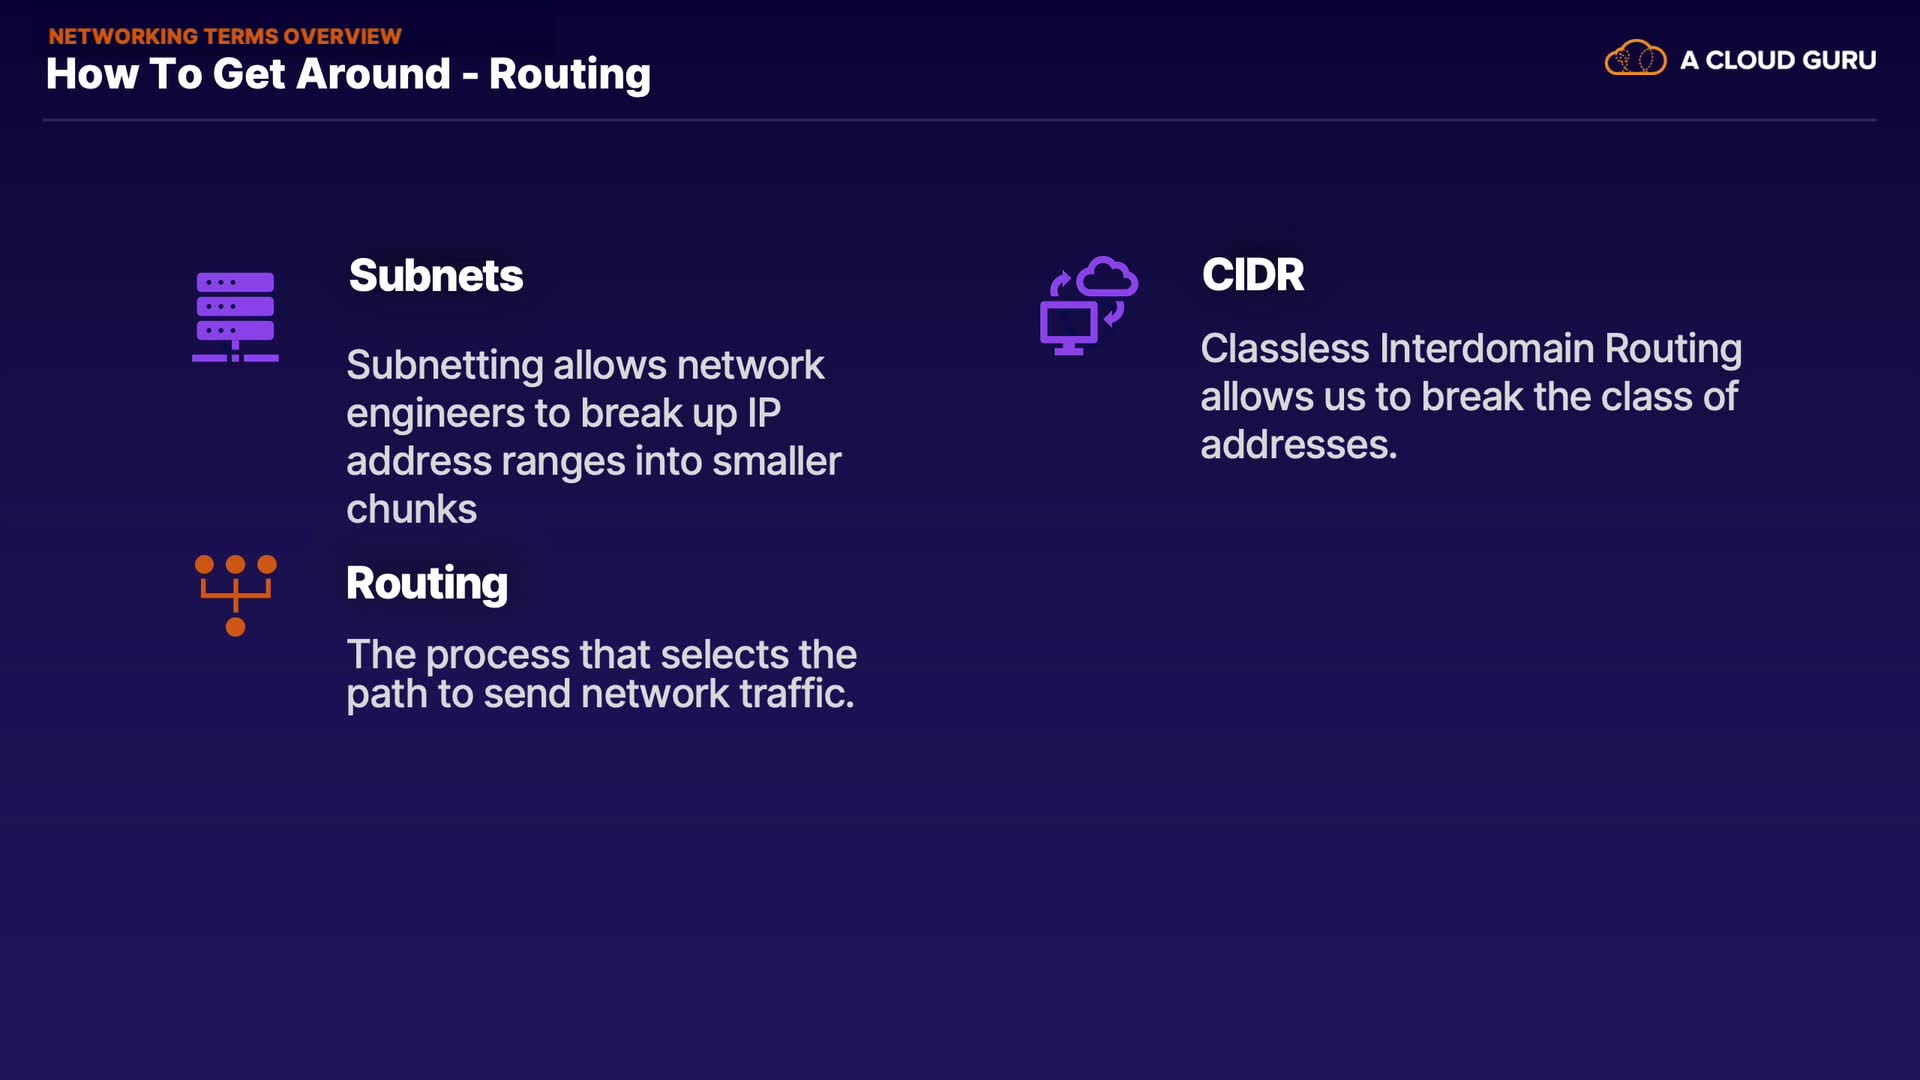 NETWORKING TERMS OVERVIEW
How To Get Around - Routing
A CLOUD GURU
Subnets
Subnetting allows network
engineers to break up IP
address ranges into smaller
chunks
CIDR
Classless Interdomain Routing
allows us to break the class of
addresses.
Routing
The process that selects the
path to send network traffic.